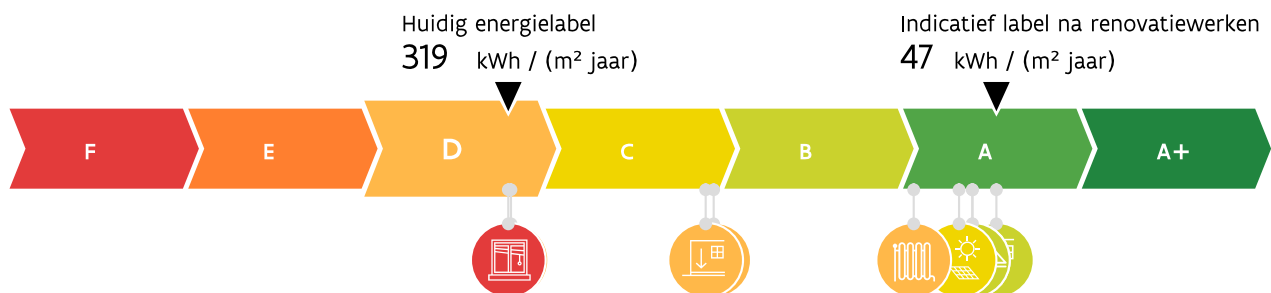 Huidig energielabel
319 kWh / (m² jaar)
Indicatief label na renovatiewerken
47 kWh / (m² jaar)
F E D C B A A+